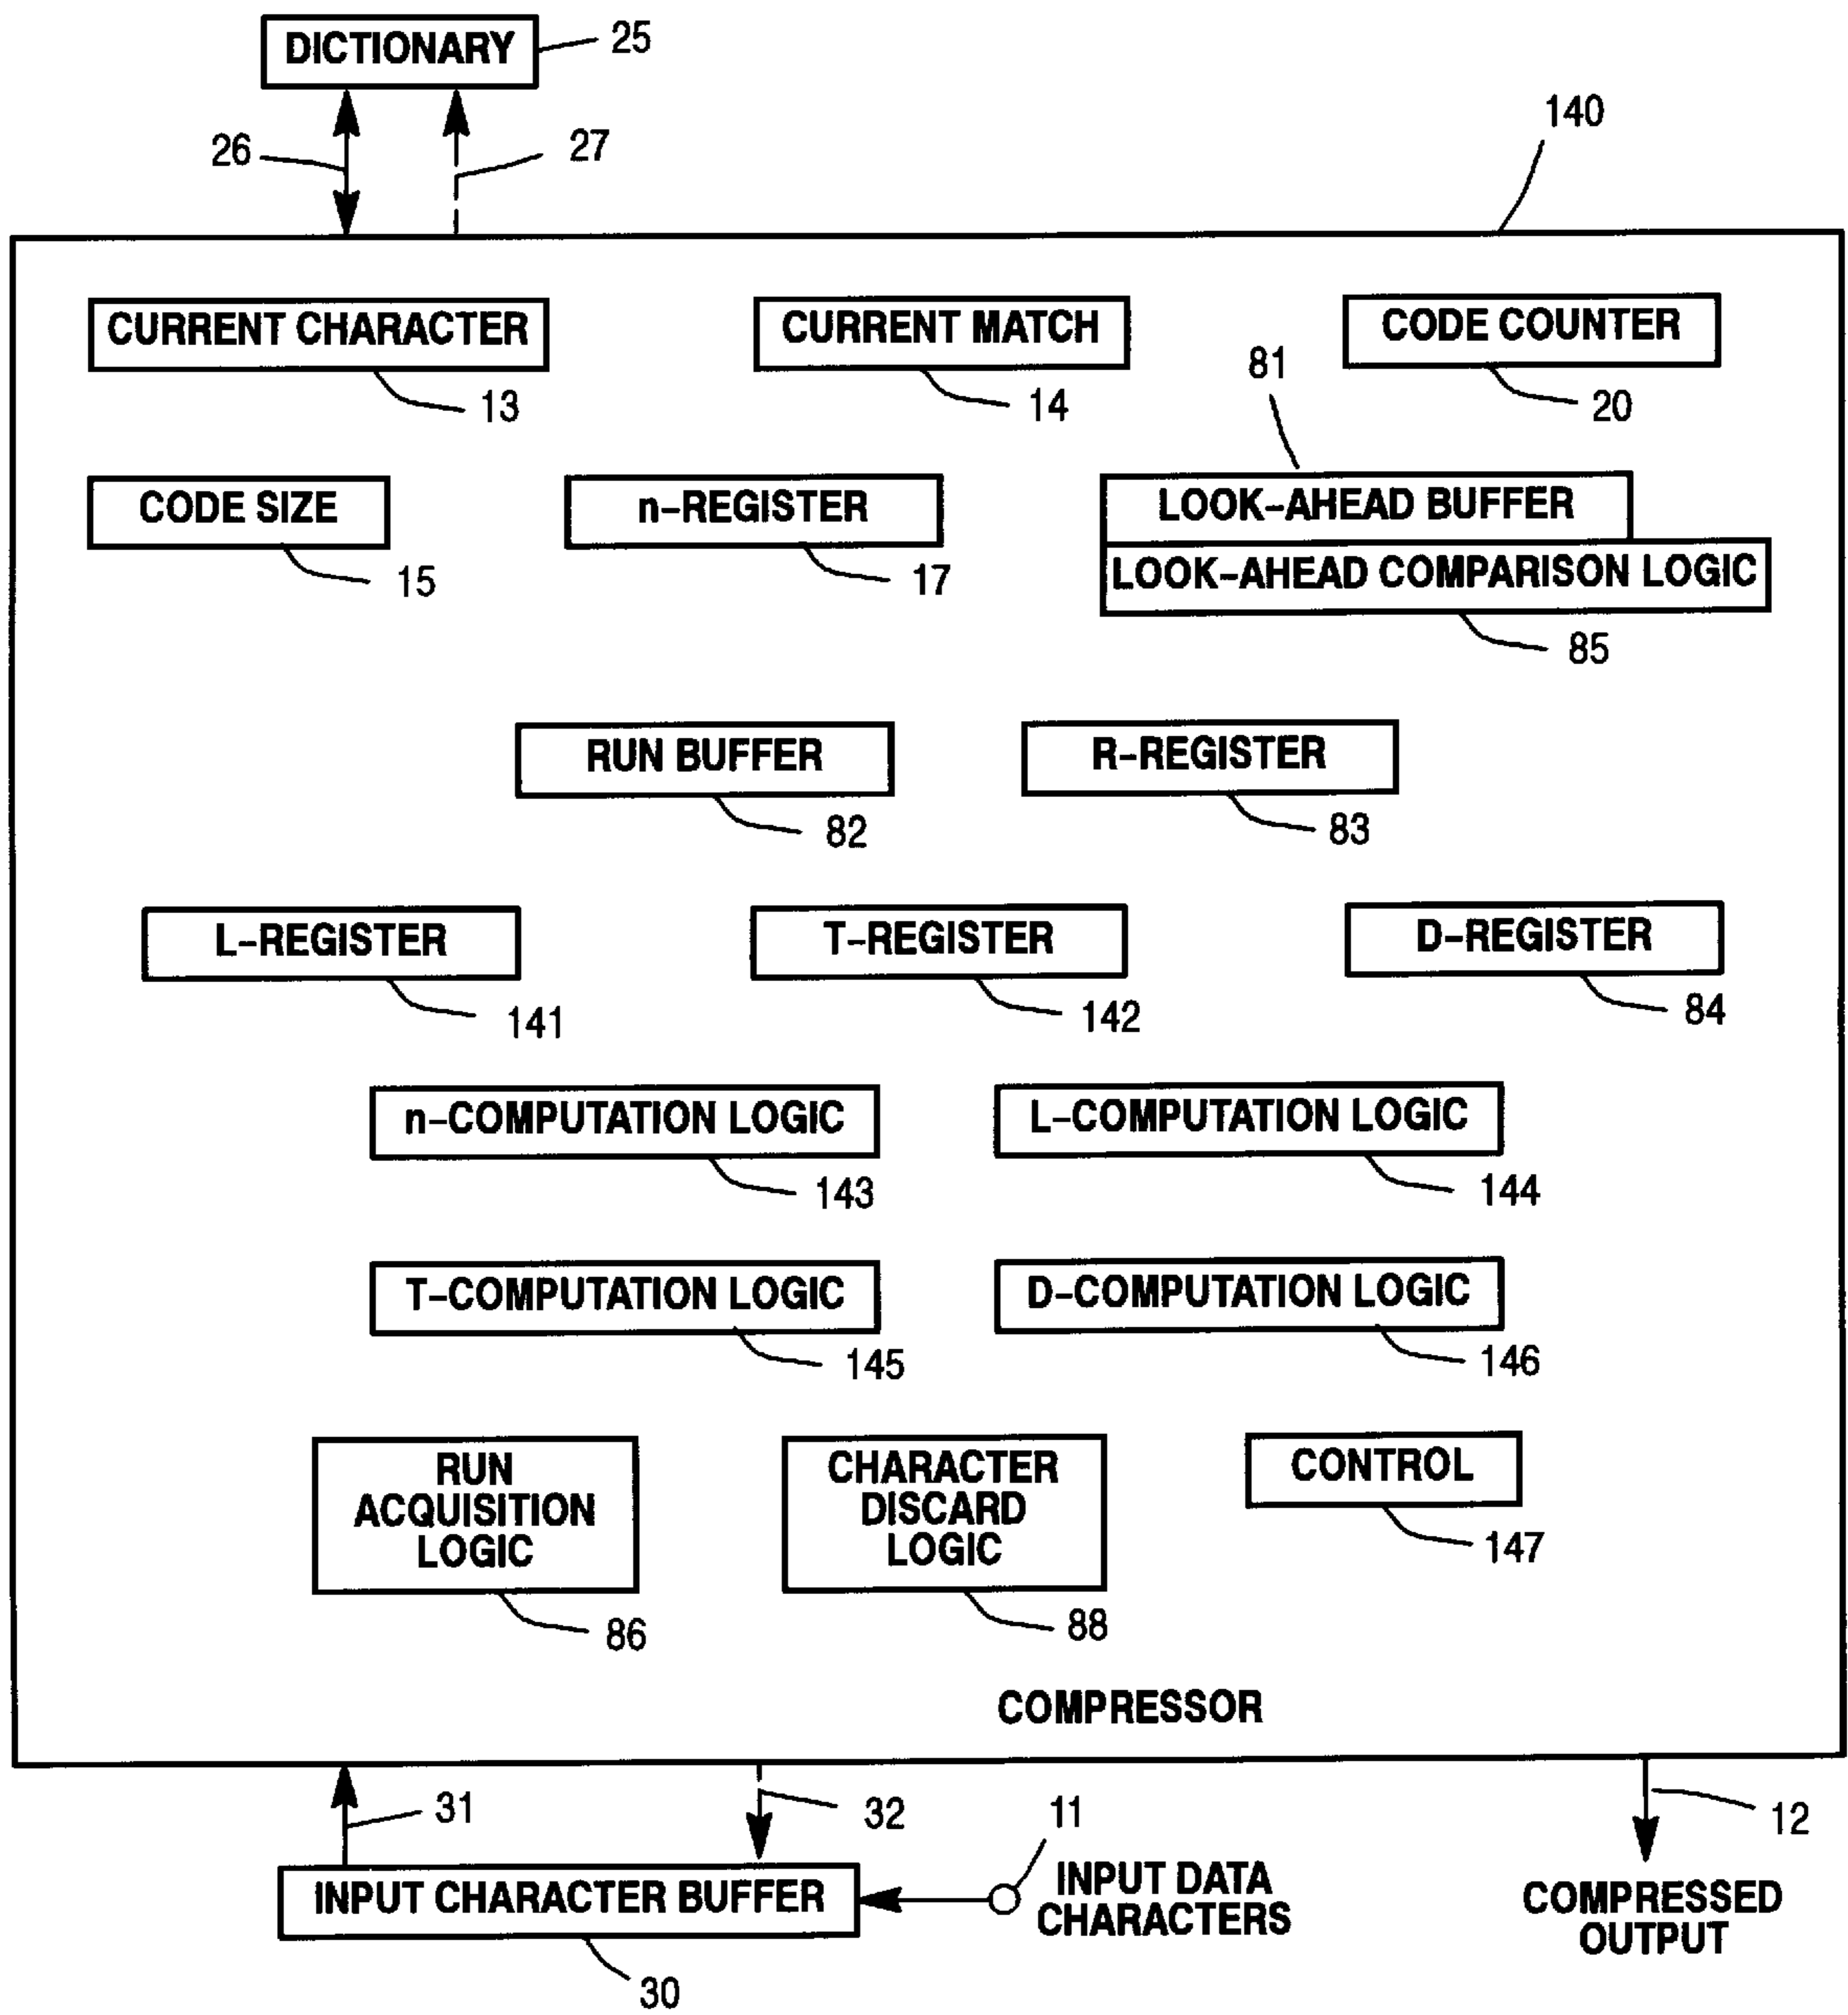 DICTIONARY
25
26
27
140
CURRENT CHARACTER
13
CURRENT MATCH
14
CODE COUNTER
20
CODE SIZE
15
n-REGISTER
17
81
LOOK-AHEAD BUFFER
LOOK-AHEAD COMPARISON LOGIC
85
RUN BUFFER
82
R-REGISTER
83
L-REGISTER
141
T-REGISTER
142
D-REGISTER
84
n-COMPUTATION LOGIC
143
L-COMPUTATION LOGIC
144
T-COMPUTATION LOGIC
145
D-COMPUTATION LOGIC
146
RUN
ACQUISITION
LOGIC
86
CHARACTER
DISCARD
LOGIC
88
CONTROL
147
COMPRESSOR
31
32
11
12
INPUT CHARACTER BUFFER
30
INPUT DATA
CHARACTERS
COMPRESSED
OUTPUT